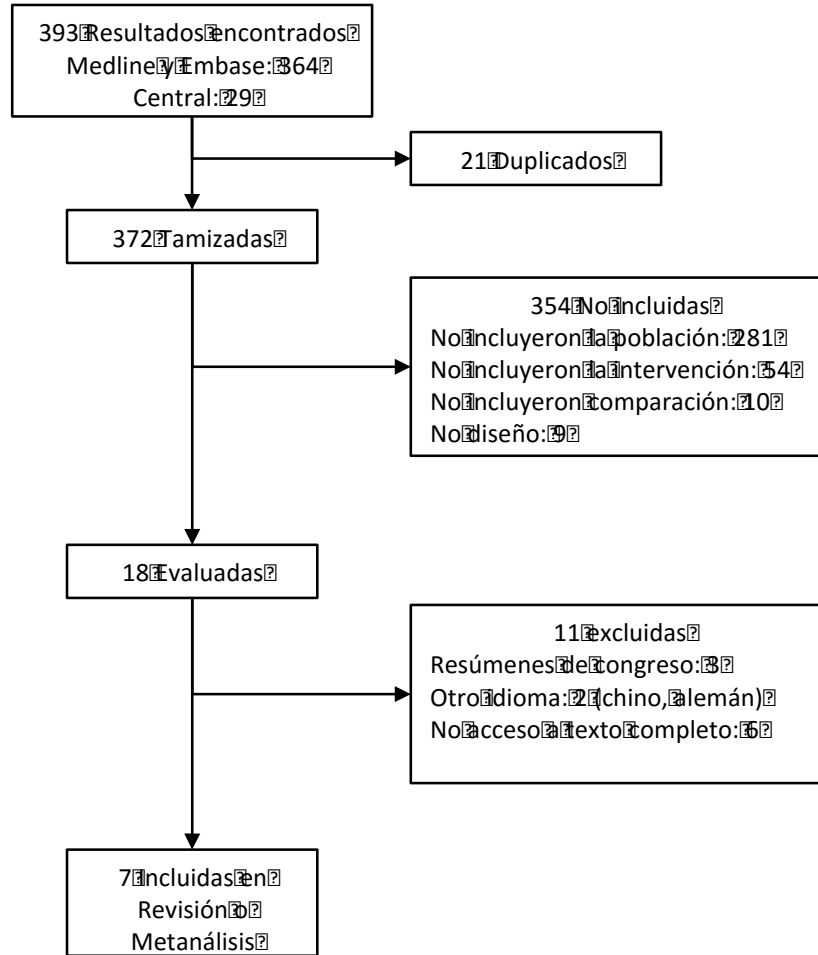 393 Resultados encontrados
Medline y Embase: 364
Central: 29
21 Duplicados
372 Tamizadas
354 No incluidas
No incluyeron la población: 281
No incluyeron la intervención: 54
No incluyeron comparación: 10
No diseño: 9
18 Evaluadas
11 excluidas
Resúmenes de congreso: 3
Otro idioma: 2 (chino, alemán)
No acceso a texto completo: 6
7 Incluidas en
Revisión o
Metanálisis